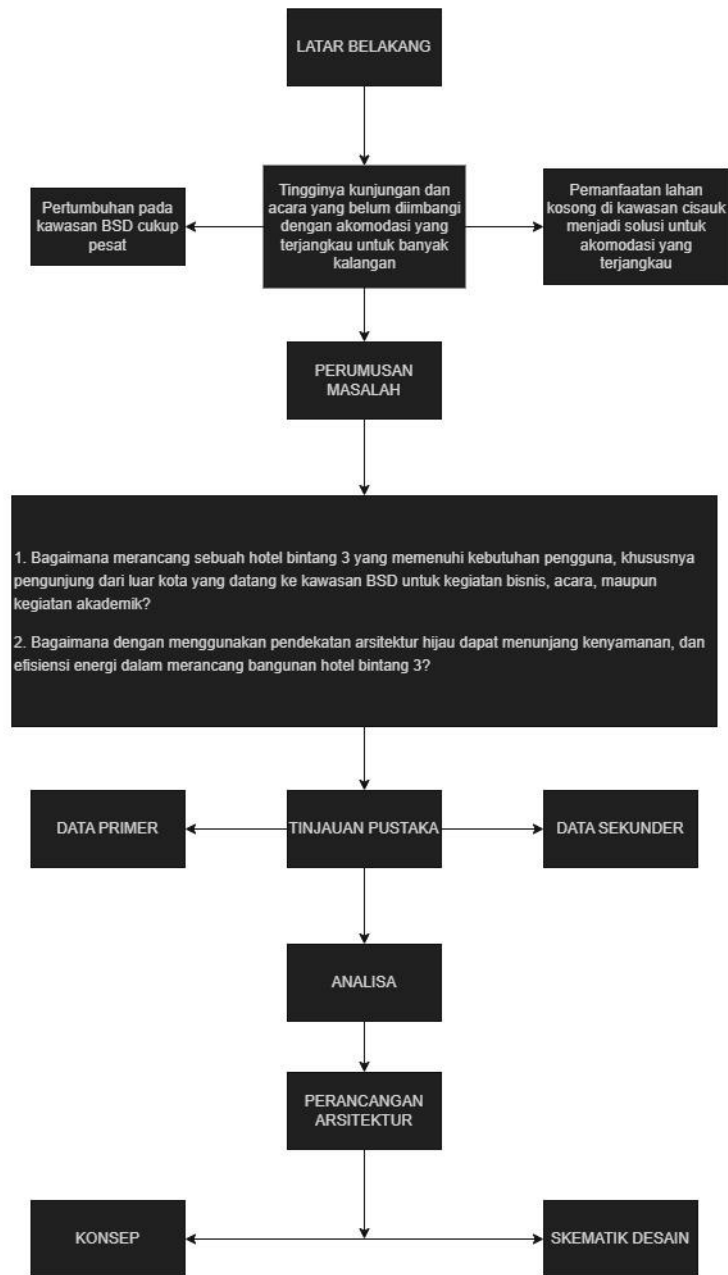 LATAR BELAKANG
Pertumbuhan pada
kawasan BSD cukup
pesat
Tingginya kunjungan dan
acara yang belum diimbangi
dengan akomodasi yang
terjangkau untuk banyak
kalangan
Pemanfaatan lahan
kosong di kawasan cisauk
menjadi solusi untuk
akomodasi yang
terjangkau
PERUMUSAN
MASALAH
1. Bagaimana merancang sebuah hotel bintang 3 yang memenuhi kebutuhan pengguna, khususnya
pengunjung dari luar kota yang datang ke kawasan BSD untuk kegiatan bisnis, acara, maupun
kegiatan akademik?
2. Bagaimana dengan menggunakan pendekatan arsitektur hijau dapat menunjang kenyamanan, dan
efisiensi energi dalam merancang bangunan hotel bintang 3?
DATA PRIMER
TINJAUAN PUSTAKA
DATA SEKUNDER
ANALISA
PERANCANGAN
ARSITEKTUR
KONSEP
SKEMATIK DESAIN